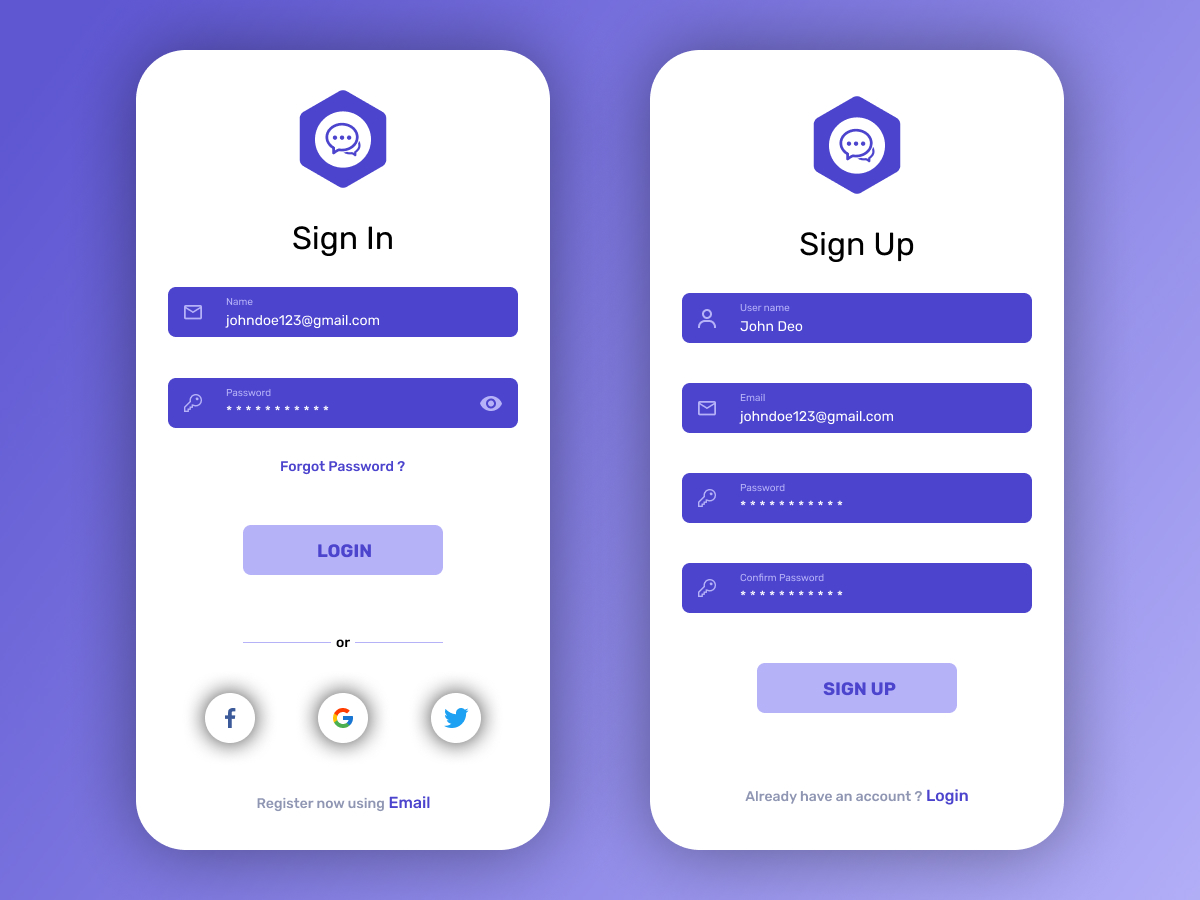 Sign In
Name
johndoe123@gmail.com
Password
* * * * * * * * * * *
Forgot Password ?
LOGIN
or
Register now using Email
Sign Up
User name
John Deo
Email
johndoe123@gmail.com
Password
* * * * * * * * * * *
Confirm Password
* * * * * * * * * * *
SIGN UP
Already have an account ? Login